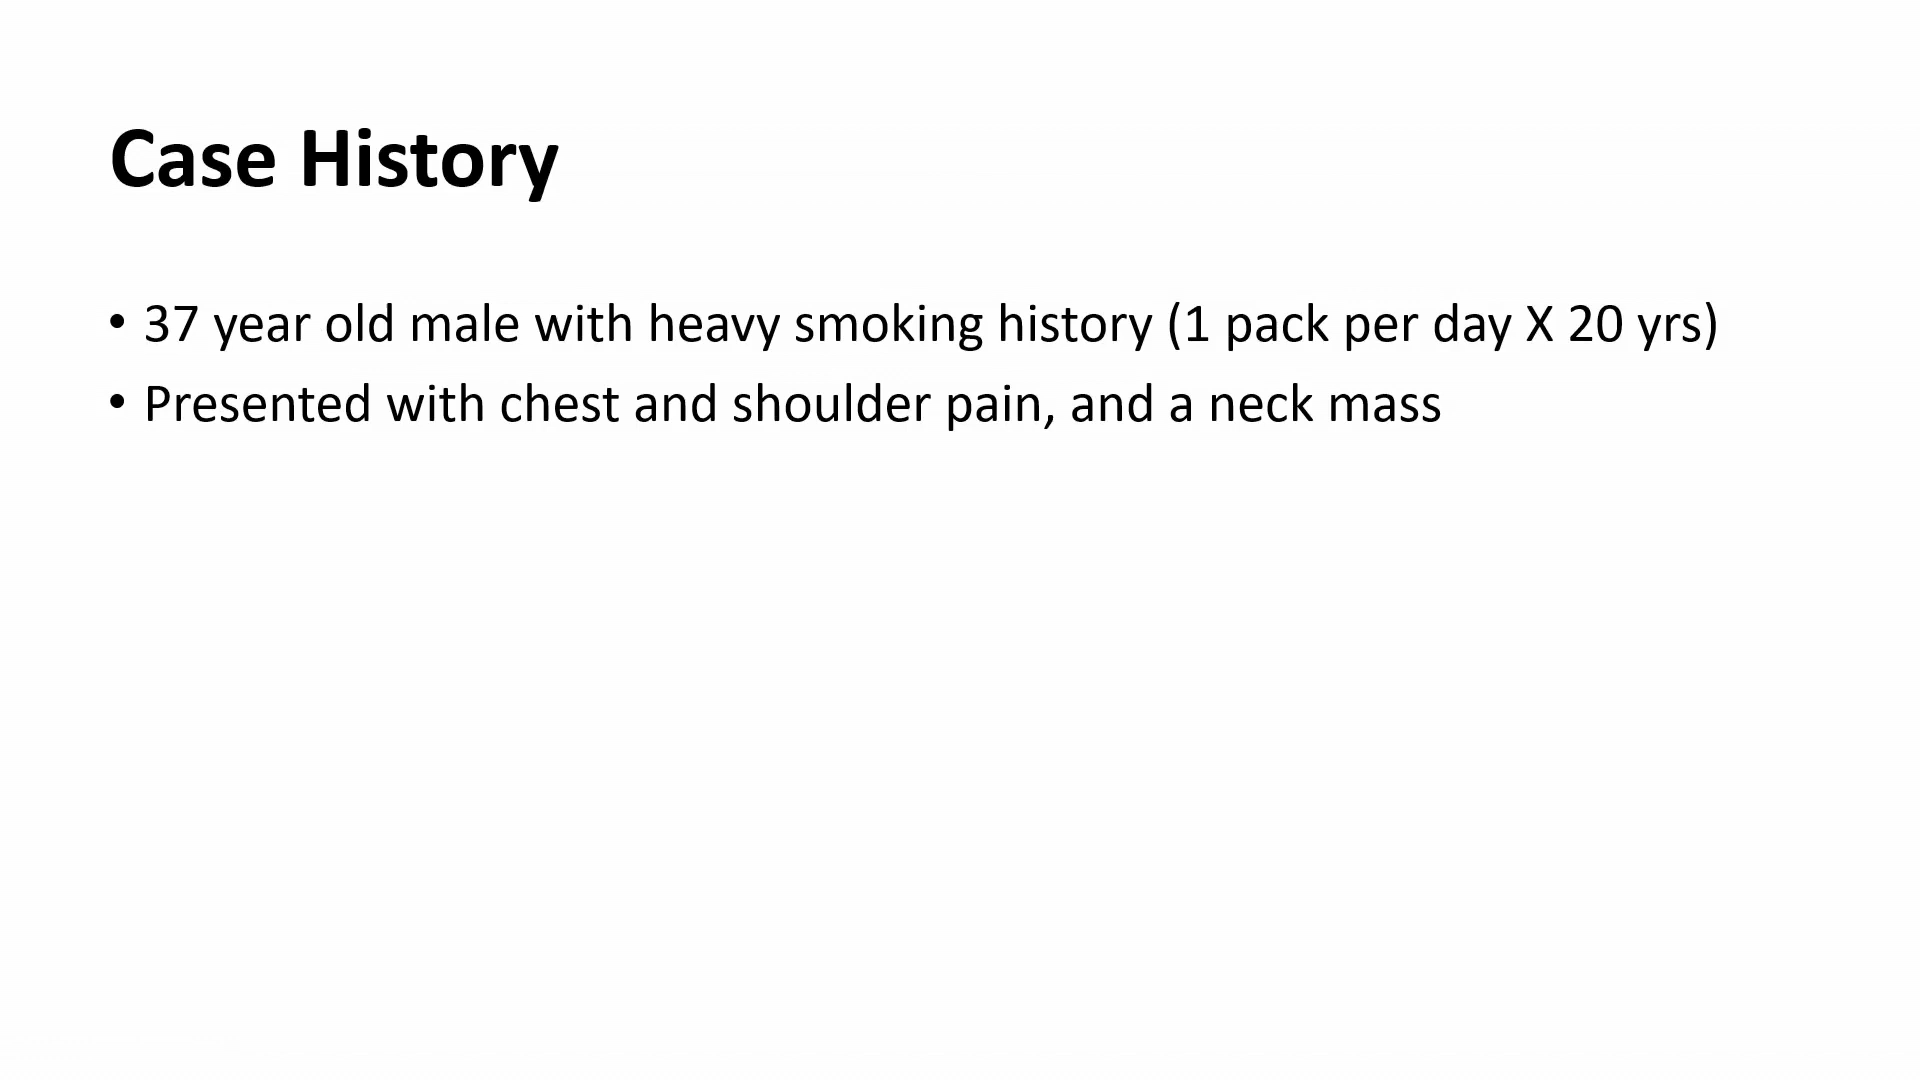 Case History
• 37 year old male with heavy smoking history (1 pack per day X 20 yrs)
• Presented with chest and shoulder pain, and a neck mass